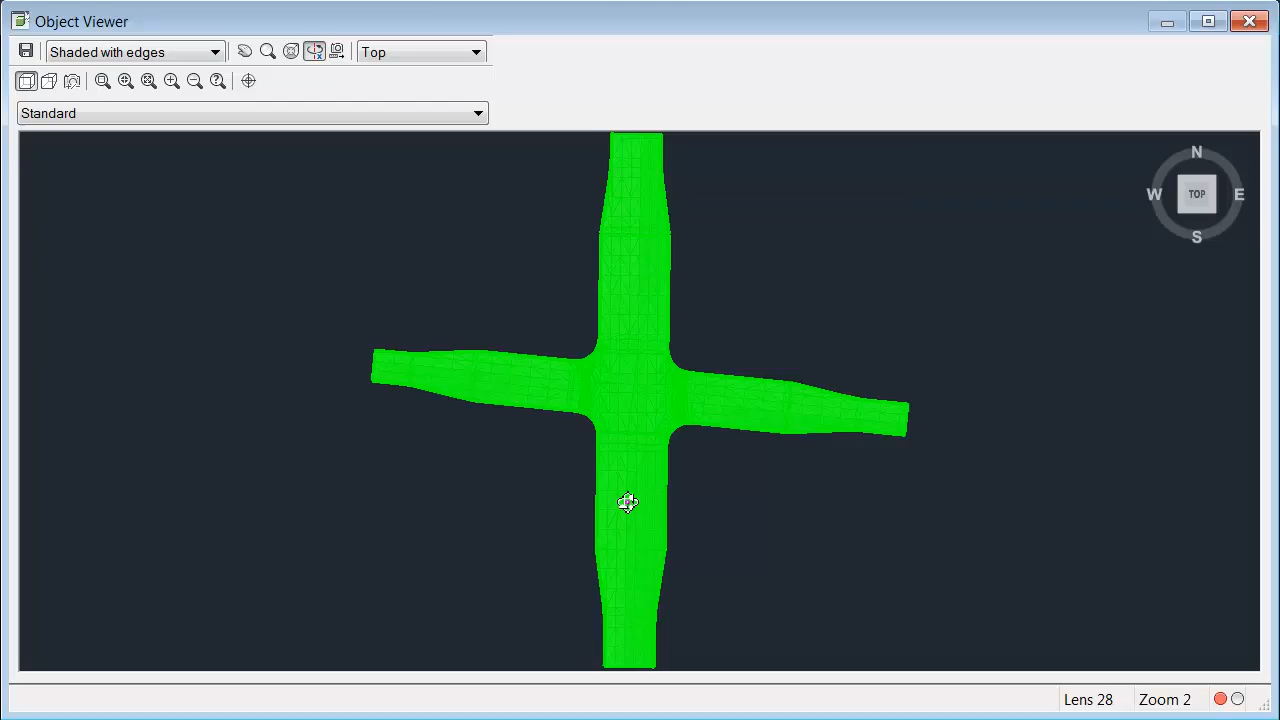 Object Viewer
Shaded with edges
Top
Standard
N
W TOP E
S
Lens 28 Zoom 2